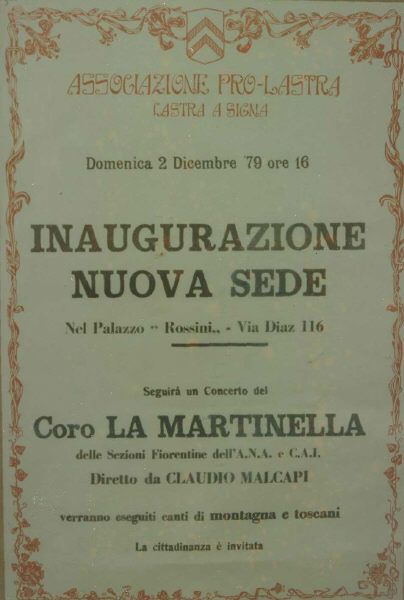 ASSOCIAZIONE PRO-LASTRA
LASTRA A SIGNA
Domenica 2 Dicembre '79 ore 16
INAUGURAZIONE
NUOVA SEDE
Nel Palazzo “ Rossini„ - Via Diaz 116
Seguirà un Concerto del
Coro LA MARTINELLA
delle Sezioni Fiorentine dell'A.N.A. e C.A.I.
Diretto da CLAUDIO MALCAPI
verranno eseguiti canti di montagna e toscani
La cittadinanza è invitata